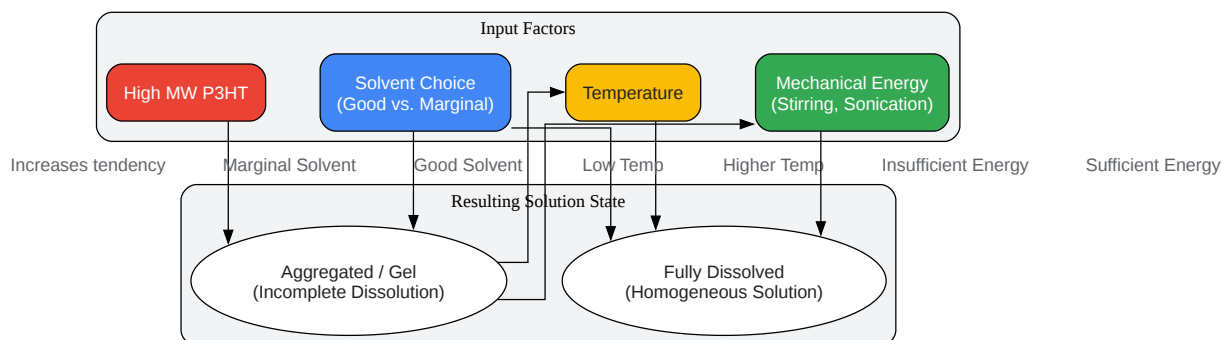 Input Factors
High MW P3HT
Solvent Choice
(Good vs. Marginal)
Temperature
Mechanical Energy
(Stirring, Sonication)
Increases tendency
Marginal Solvent
Good Solvent
Low Temp
Higher Temp
Insufficient Energy
Sufficient Energy
Resulting Solution State
Aggregated / Gel
(Incomplete Dissolution)
Fully Dissolved
(Homogeneous Solution)